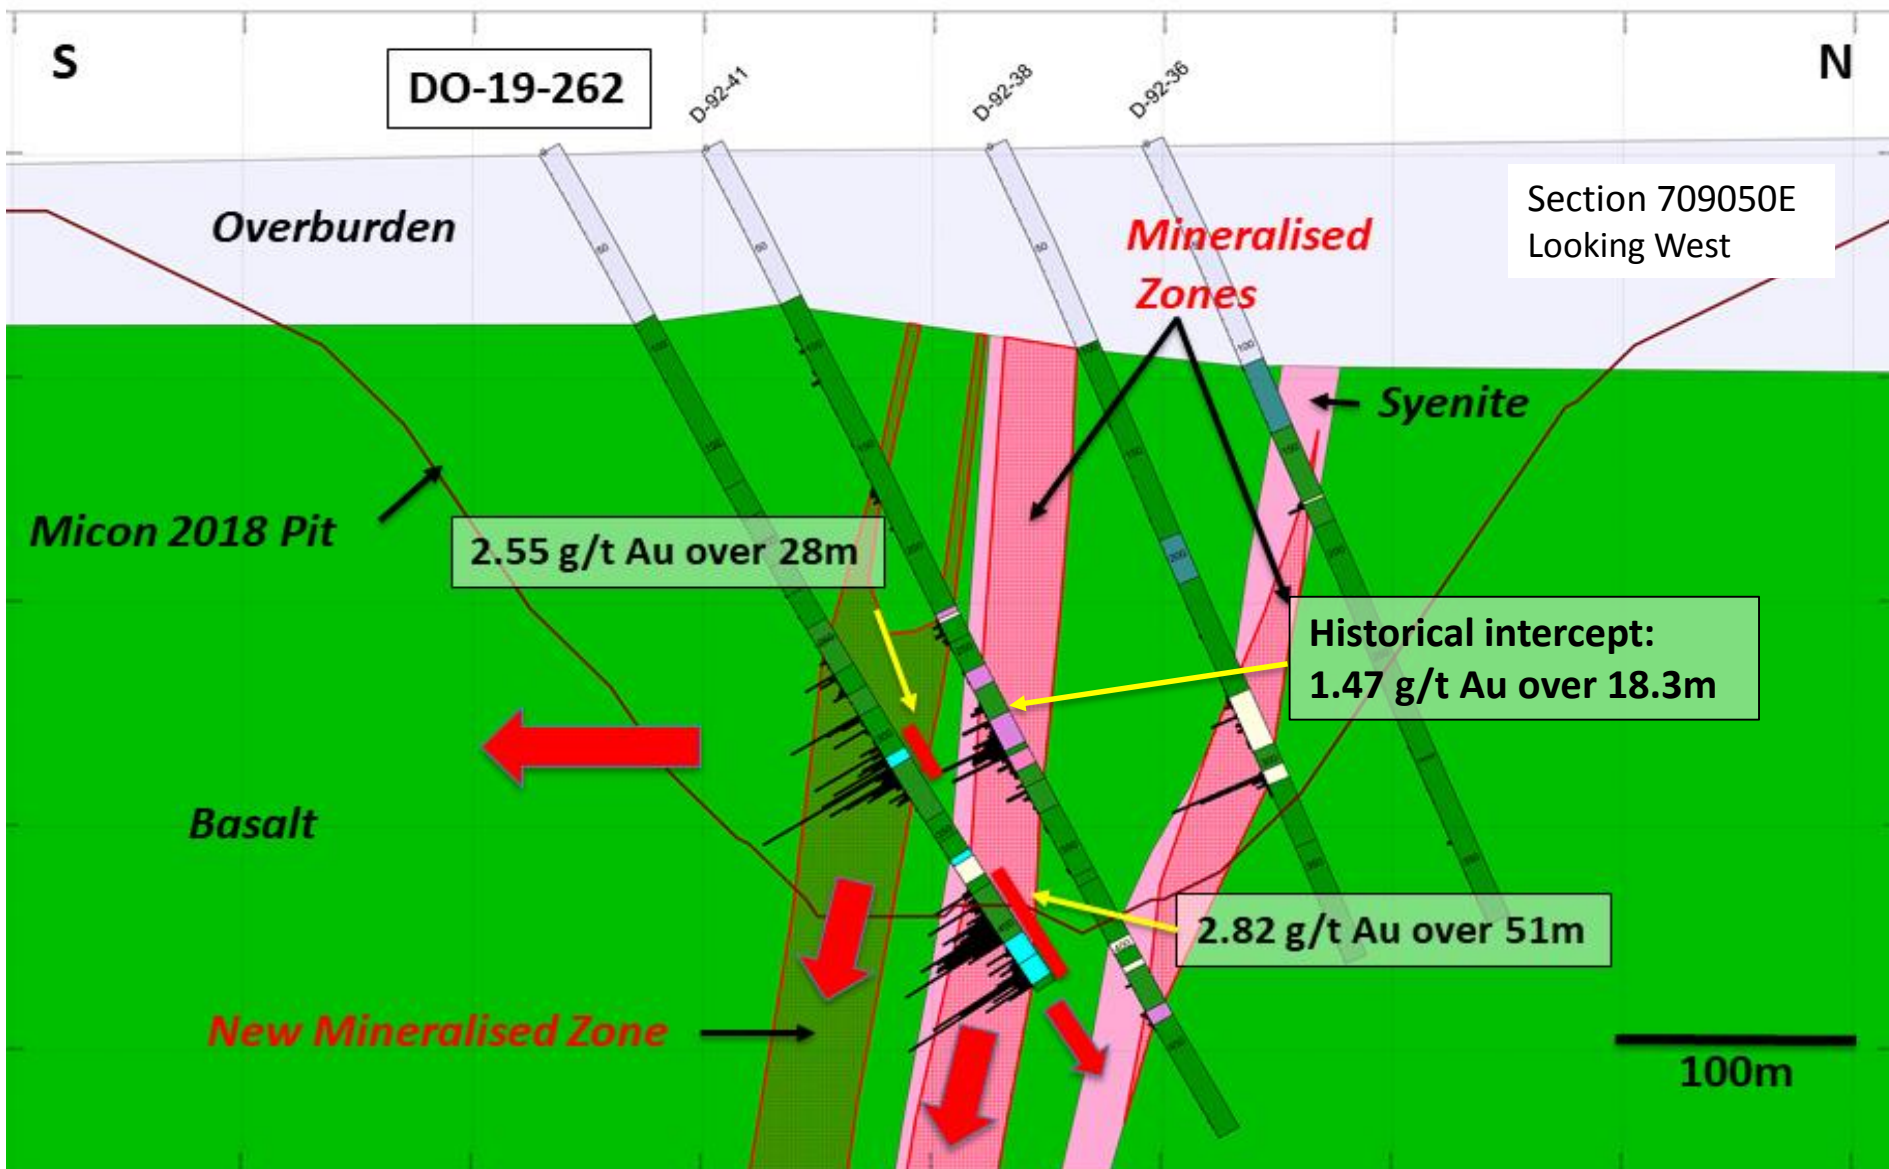 S
N
DO-19-262
D-92-41
D-92-38
D-92-36
Section 709050E
Looking West
Overburden
Mineralised
Zones
Syenite
Micon 2018 Pit
2.55 g/t Au over 28m
Historical intercept:
1.47 g/t Au over 18.3m
Basalt
2.82 g/t Au over 51m
New Mineralised Zone
100m